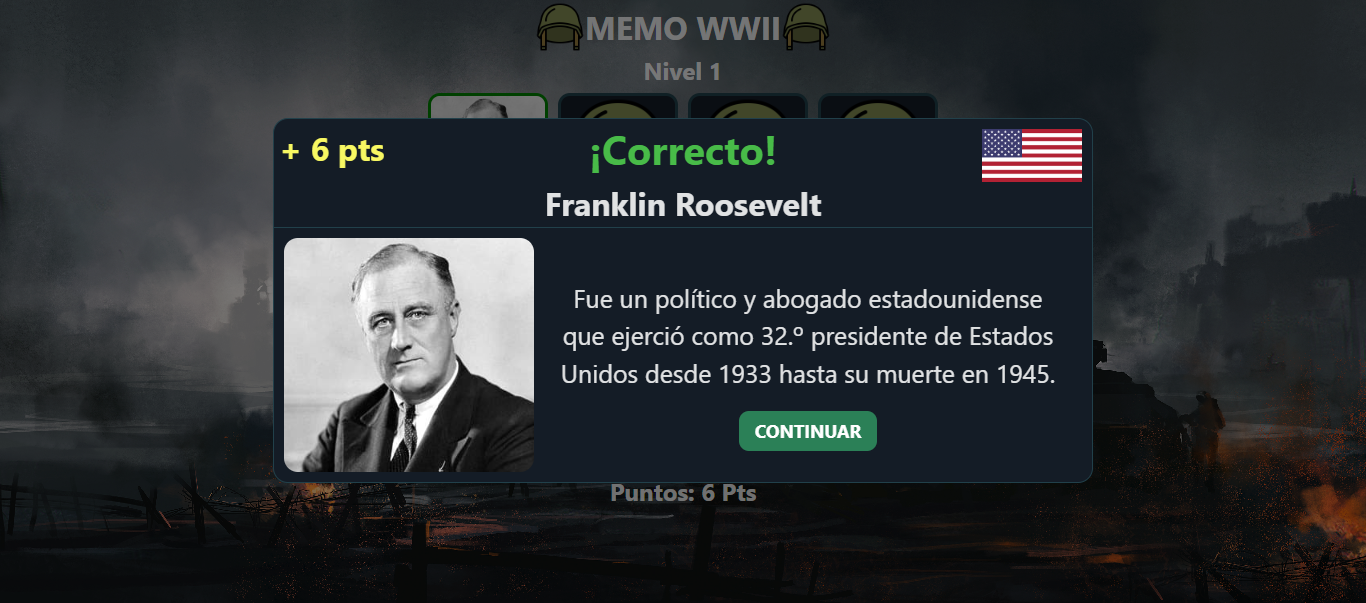 MEMO WWII
Nivel 1
+ 6 pts
¡Correcto!
Franklin Roosevelt
Fue un político y abogado estadounidense
que ejerció como 32.º presidente de Estados
Unidos desde 1933 hasta su muerte en 1945.
CONTINUAR
Puntos: 6 Pts